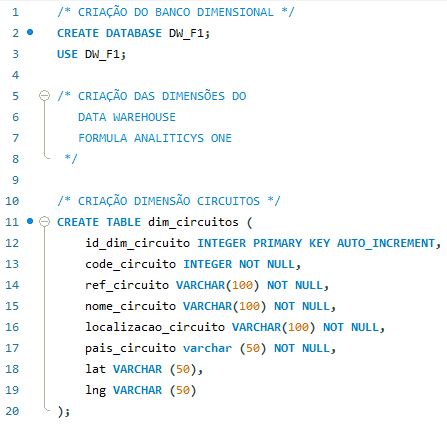 1 /* CRIAÇÃO DO BANCO DIMENSIONAL */
2 CREATE DATABASE DW_F1;
3 USE DW_F1;
4
5 /* CRIAÇÃO DAS DIMENSÕES DO
6 DATA WAREHOUSE
7 FORMULA ANALITICYS ONE
8 */
9
10 /* CRIAÇÃO DIMENSÃO CIRCUITOS */
11 CREATE TABLE dim_circuitos (
12 id_dim_circuito INTEGER PRIMARY KEY AUTO_INCREMENT,
13 code_circuito INTEGER NOT NULL,
14 ref_circuito VARCHAR(100) NOT NULL,
15 nome_circuito VARCHAR(100) NOT NULL,
16 localizacao_circuito VARCHAR(100) NOT NULL,
17 pais_circuito varchar (50) NOT NULL,
18 lat VARCHAR (50),
19 lng VARCHAR (50)
20 );